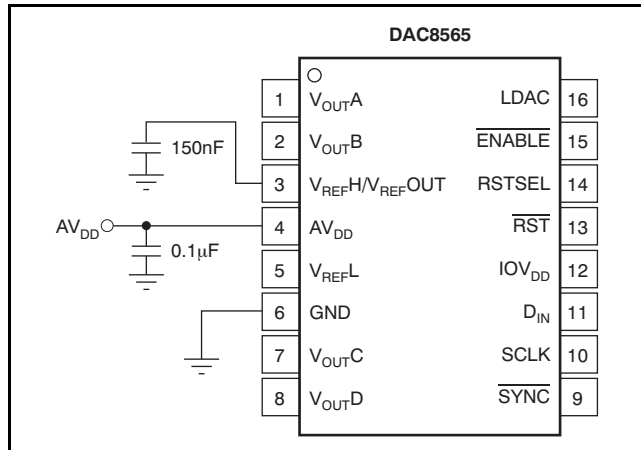 DAC8565
1 VOUTA LDAC 16
2 VOUTB ENABLE 15
150nF
3 VREFH/VREFOUT RSTSEL 14
AVDD 4 AVDD RST 13
0.1μF
5 VREFL IOVDD 12
6 GND DIN 11
7 VOUTC SCLK 10
8 VOUTD SYNC 9